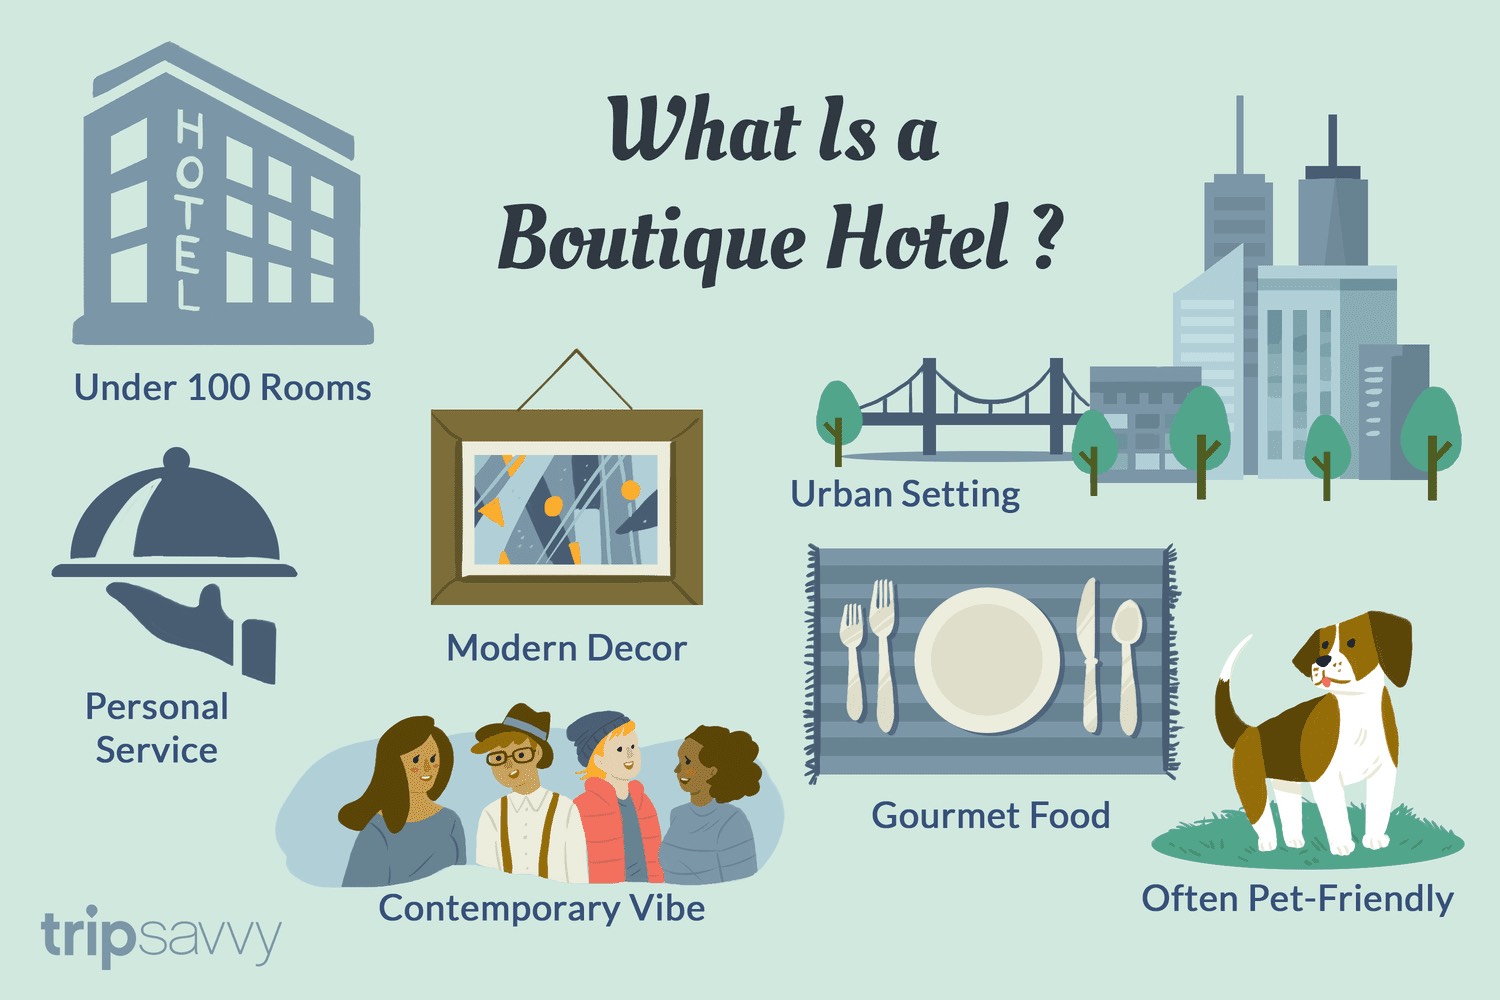 What Is a
Boutique Hotel ?
HOTEL
Under 100 Rooms
Urban Setting
Modern Decor
Personal
Service
Gourmet Food
Often Pet-Friendly
Contemporary Vibe
tripsavvy